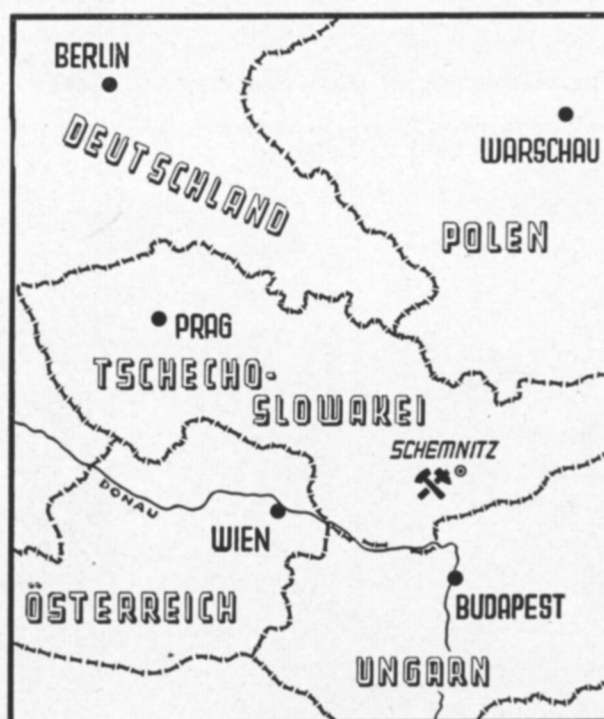 BERLIN
WARSCHAU
DEUTSCHLAND
POLEN
PRAG
TSCHECHO-
SLOWAKEI
SCHEMNITZ
DONAU
WIEN
ÖSTERREICH
BUDAPEST
UNGARN